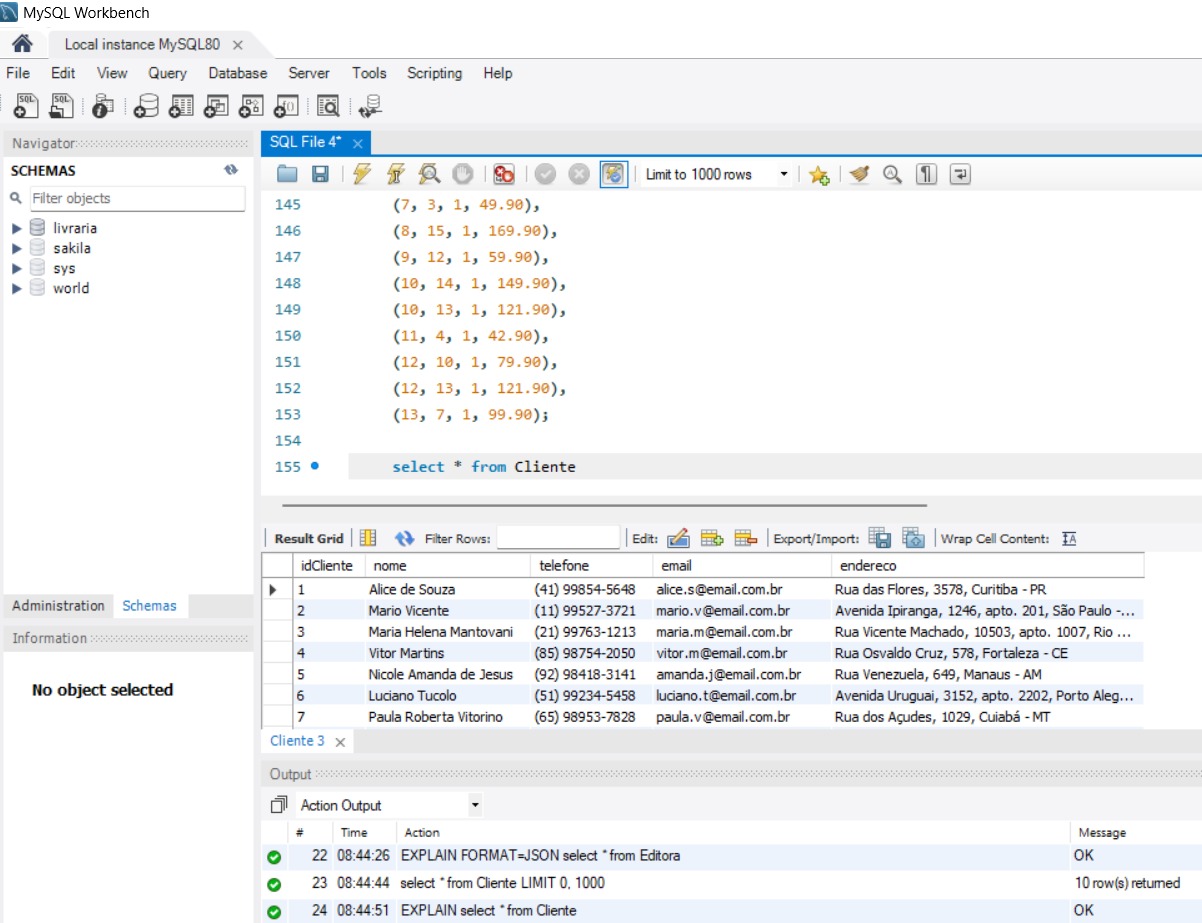 MySQL Workbench
Local instance MySQL80
File Edit View Query Database Server Tools Scripting Help
Navigator
SCHEMAS
Filter objects
livraria
sakila
sys
world
Administration Schemas
Information
No object selected
SQL File 4*
Limit to 1000 rows
145 (7, 3, 1, 49.90),
146 (8, 15, 1, 169.90),
147 (9, 12, 1, 59.90),
148 (10, 14, 1, 149.90),
149 (10, 13, 1, 121.90),
150 (11, 4, 1, 42.90),
151 (12, 10, 1, 79.90),
152 (12, 13, 1, 121.90),
153 (13, 7, 1, 99.90);
154
155 select * from Cliente
Result Grid Filter Rows: Edit: Export/Import: Wrap Cell Content:
idCliente nome telefone email endereco
1 Alice de Souza (41) 99854-5648 alice.s@email.com.br Rua das Flores, 3578, Curitiba - PR
2 Mario Vicente (11) 99527-3721 mario.v@email.com.br Avenida Ipiranga, 1246, apto. 201, São Paulo -...
3 Maria Helena Mantovani (21) 99763-1213 maria.m@email.com.br Rua Vicente Machado, 10503, apto. 1007, Rio ...
4 Vitor Martins (85) 98754-2050 vitor.m@email.com.br Rua Osvaldo Cruz, 578, Fortaleza - CE
5 Nicole Amanda de Jesus (92) 98418-3141 amanda.j@email.com.br Rua Venezuela, 649, Manaus - AM
6 Luciano Tucolo (51) 99234-5458 luciano.t@email.com.br Avenida Uruguai, 3152, apto. 2202, Porto Aleg...
7 Paula Roberta Vitorino (65) 98953-7828 paula.v@email.com.br Rua dos Açudes, 1029, Cuiabá - MT
Cliente 3
Output
Action Output
# Time Action Message
22 08:44:26 EXPLAIN FORMAT=JSON select * from Editora OK
23 08:44:44 select * from Cliente LIMIT 0, 1000 10 row(s) returned
24 08:44:51 EXPLAIN select * from Cliente OK